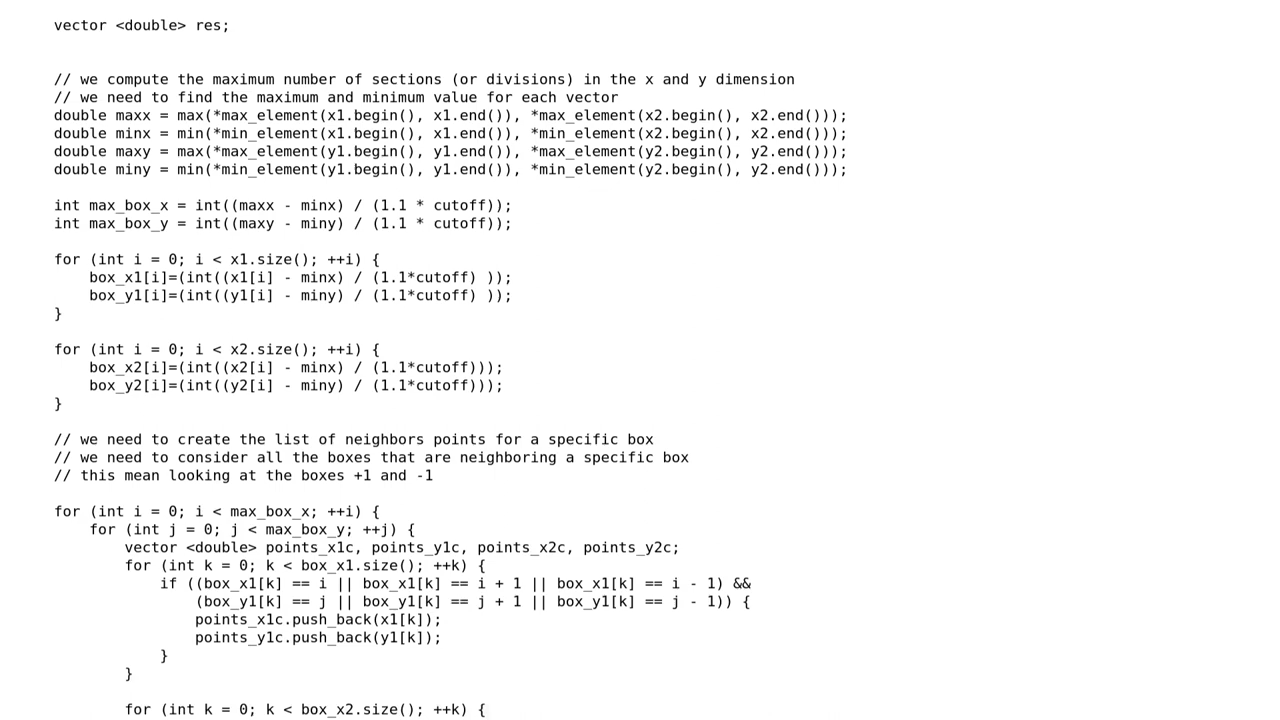 vector <double> res;
// we compute the maximum number of sections (or divisions) in the x and y dimension
// we need to find the maximum and minimum value for each vector
double maxx = max(*max_element(x1.begin(), x1.end()), *max_element(x2.begin(), x2.end()));
double minx = min(*min_element(x1.begin(), x1.end()), *min_element(x2.begin(), x2.end()));
double maxy = max(*max_element(y1.begin(), y1.end()), *max_element(y2.begin(), y2.end()));
double miny = min(*min_element(y1.begin(), y1.end()), *min_element(y2.begin(), y2.end()));
int max_box_x = int((maxx - minx) / (1.1 * cutoff));
int max_box_y = int((maxy - miny) / (1.1 * cutoff));
for (int i = 0; i < x1.size(); ++i) {
    box_x1[i]=(int((x1[i] - minx) / (1.1*cutoff) ));
    box_y1[i]=(int((y1[i] - miny) / (1.1*cutoff) ));
}
for (int i = 0; i < x2.size(); ++i) {
    box_x2[i]=(int((x2[i] - minx) / (1.1*cutoff)));
    box_y2[i]=(int((y2[i] - miny) / (1.1*cutoff)));
}
// we need to create the list of neighbors points for a specific box
// we need to consider all the boxes that are neighboring a specific box
// this mean looking at the boxes +1 and -1
for (int i = 0; i < max_box_x; ++i) {
    for (int j = 0; j < max_box_y; ++j) {
        vector <double> points_x1c, points_y1c, points_x2c, points_y2c;
        for (int k = 0; k < box_x1.size(); ++k) {
            if ((box_x1[k] == i || box_x1[k] == i + 1 || box_x1[k] == i - 1) &&
                (box_y1[k] == j || box_y1[k] == j + 1 || box_y1[k] == j - 1)) {
                points_x1c.push_back(x1[k]);
                points_y1c.push_back(y1[k]);
            }
        }
        for (int k = 0; k < box_x2.size(); ++k) {